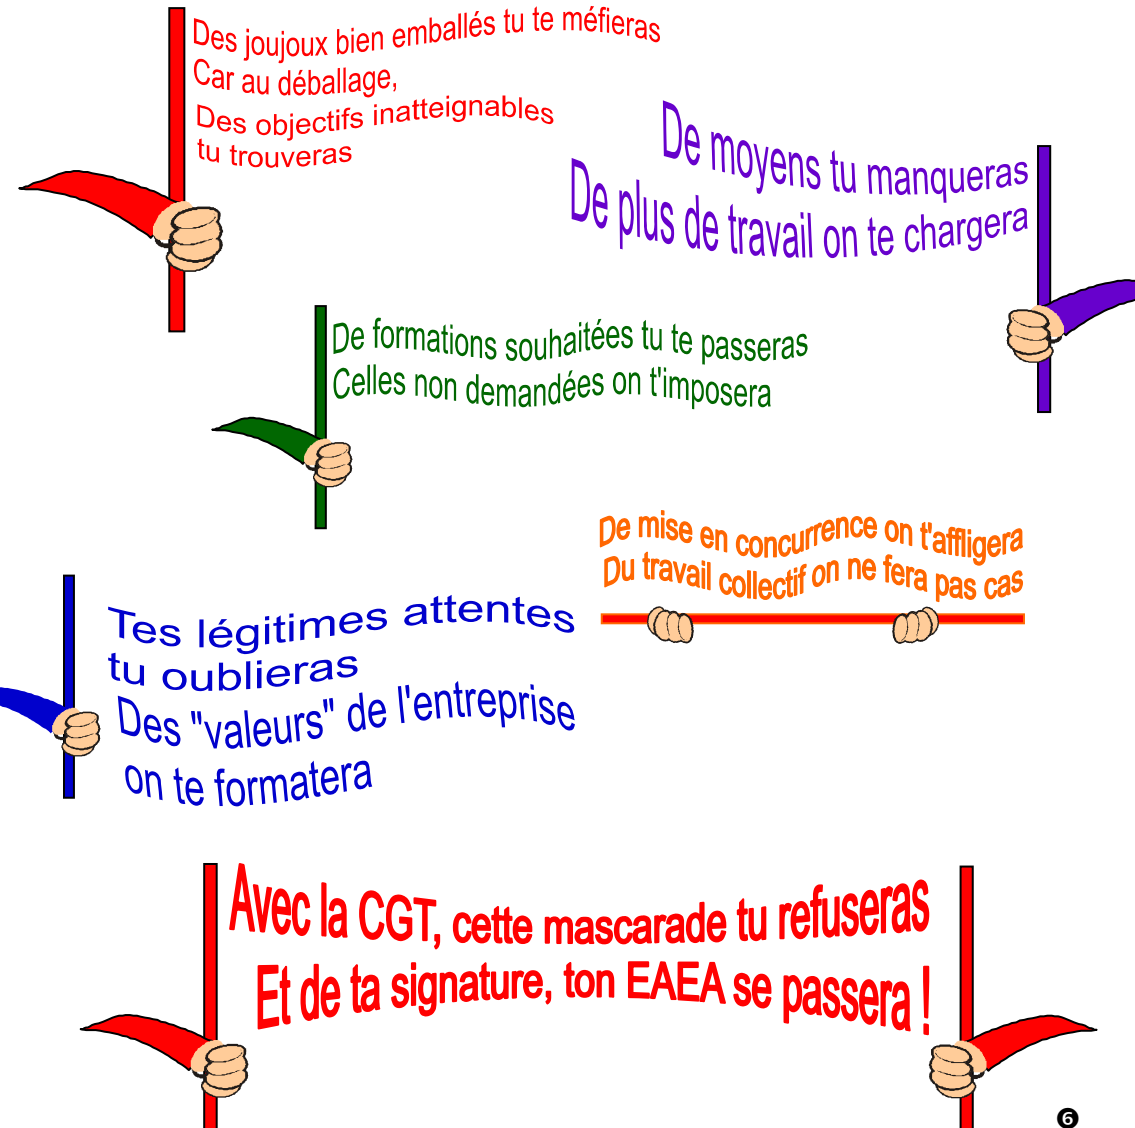 Des joujoux bien emballés tu te méfieras
Car au déballage,
Des objectifs inatteignables
tu trouveras
De moyens tu manqueras
De plus de travail on te chargera
De formations souhaitées tu te passeras
Celles non demandées on t'imposera
De mise en concurrence on t'affligera
Du travail collectif on ne fera pas cas
Tes légitimes attentes
tu oublieras
Des "valeurs" de l'entreprise
on te formatera
Avec la CGT, cette mascarade tu refuseras
Et de ta signature, ton EAEA se passera !
❻